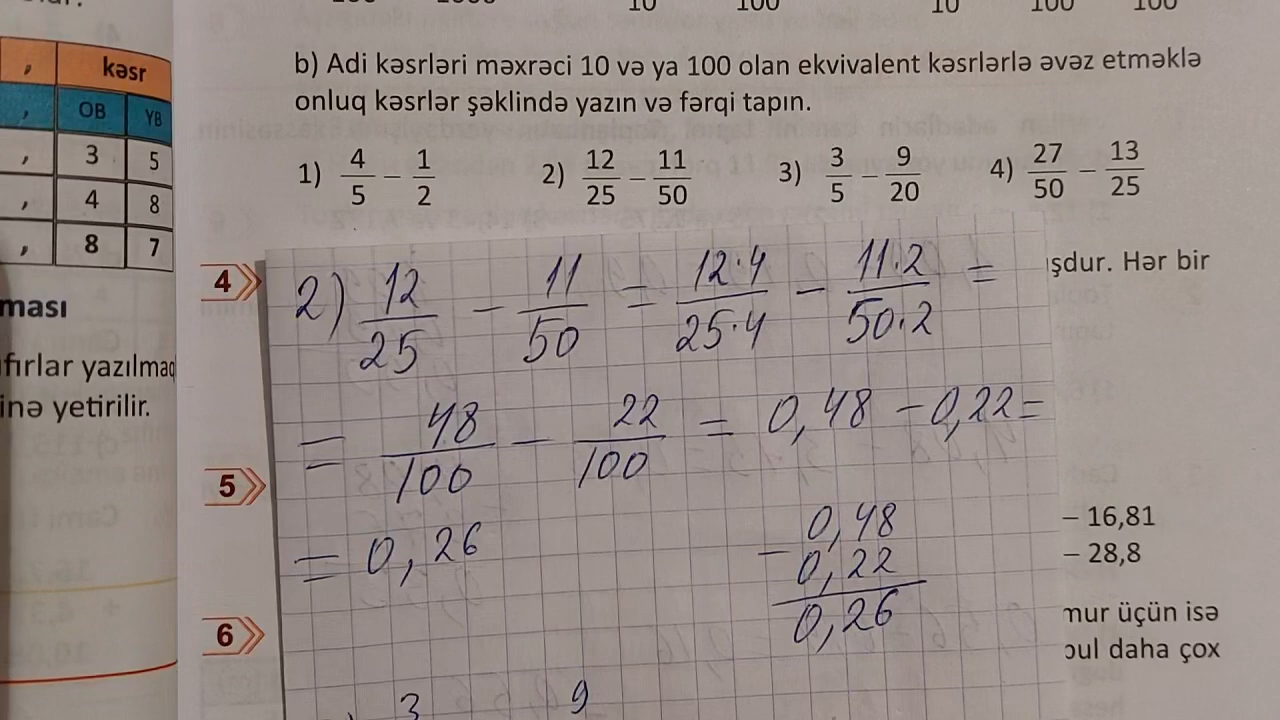 10 100 10 100 100
, kəsr
, OB YB
, 3 5
, 4 8
, 8 7
b) Adi kəsrləri məxrəci 10 və ya 100 olan ekvivalent kəsrlərlə əvəz etməklə
onluq kəsrlər şəklində yazın və fərqi tapın.
1) 4/5 − 1/2 2) 12/25 − 11/50 3) 3/5 − 9/20 4) 27/50 − 13/25
4
şdur. Hər bir
2) 12/25 − 11/50 = 12·4/25·4 − 11·2/50·2 =
= 48/100 − 22/100 = 0,48 − 0,22 =
= 0,26
0,48
− 0,22
0,26
3 9
ması
fırlar yazılmaq
inə yetirilir.
5
− 16,81
− 28,8
6
mur üçün isə
pul daha çox